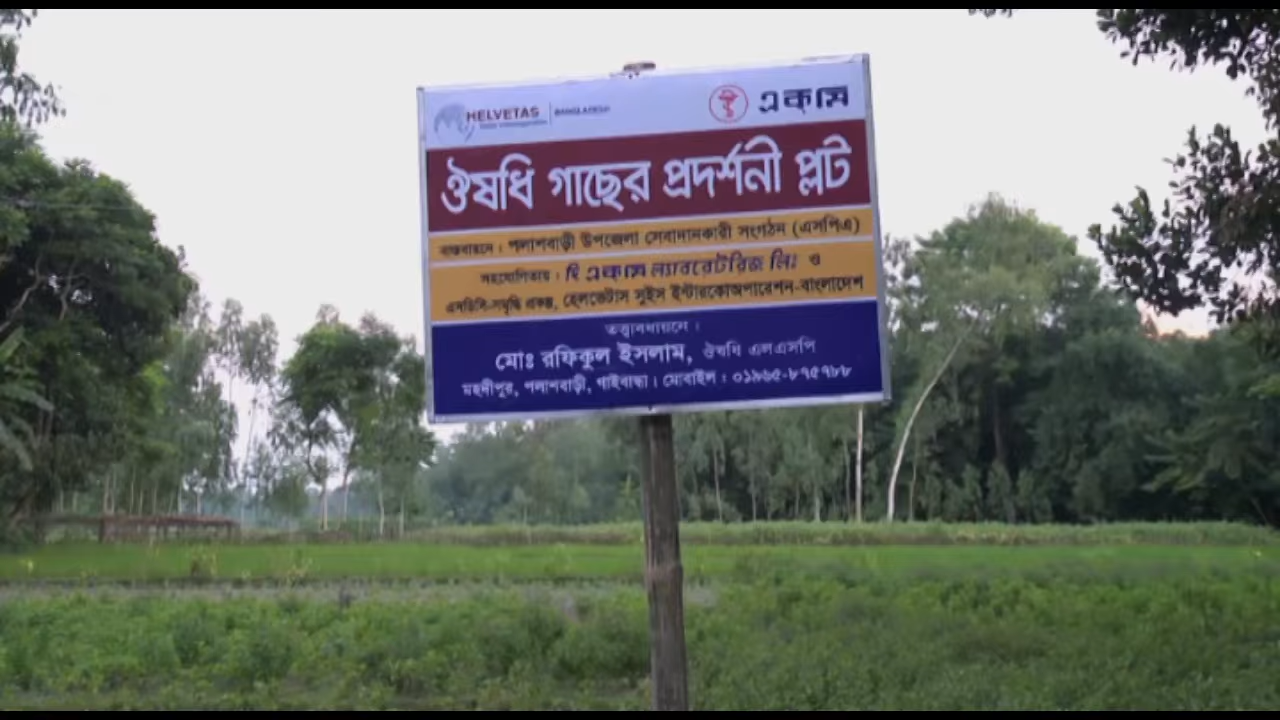 HELVETAS BANGLADESH একমি
ঔষধি গাছের প্রদর্শনী প্লট
বাস্তবায়নে : পলাশবাড়ী উপজেলা সেবাদানকারী সংগঠন (এসপিএ)
সহযোগিতায় : দি একমি ল্যাবরেটরিজ লিঃ ও
এসডিসি-সমৃদ্ধি প্রকল্প, হেলভেটাস সুইস ইন্টারকোঅপারেশন-বাংলাদেশ
তত্ত্বাবধায়নে :
মোঃ রফিকুল ইসলাম, ঔষধি এলএসপি
মহদীপুর, পলাশবাড়ী, গাইবান্ধা। মোবাইল : ০১৯৬৫-৮৭৫৭৮৮